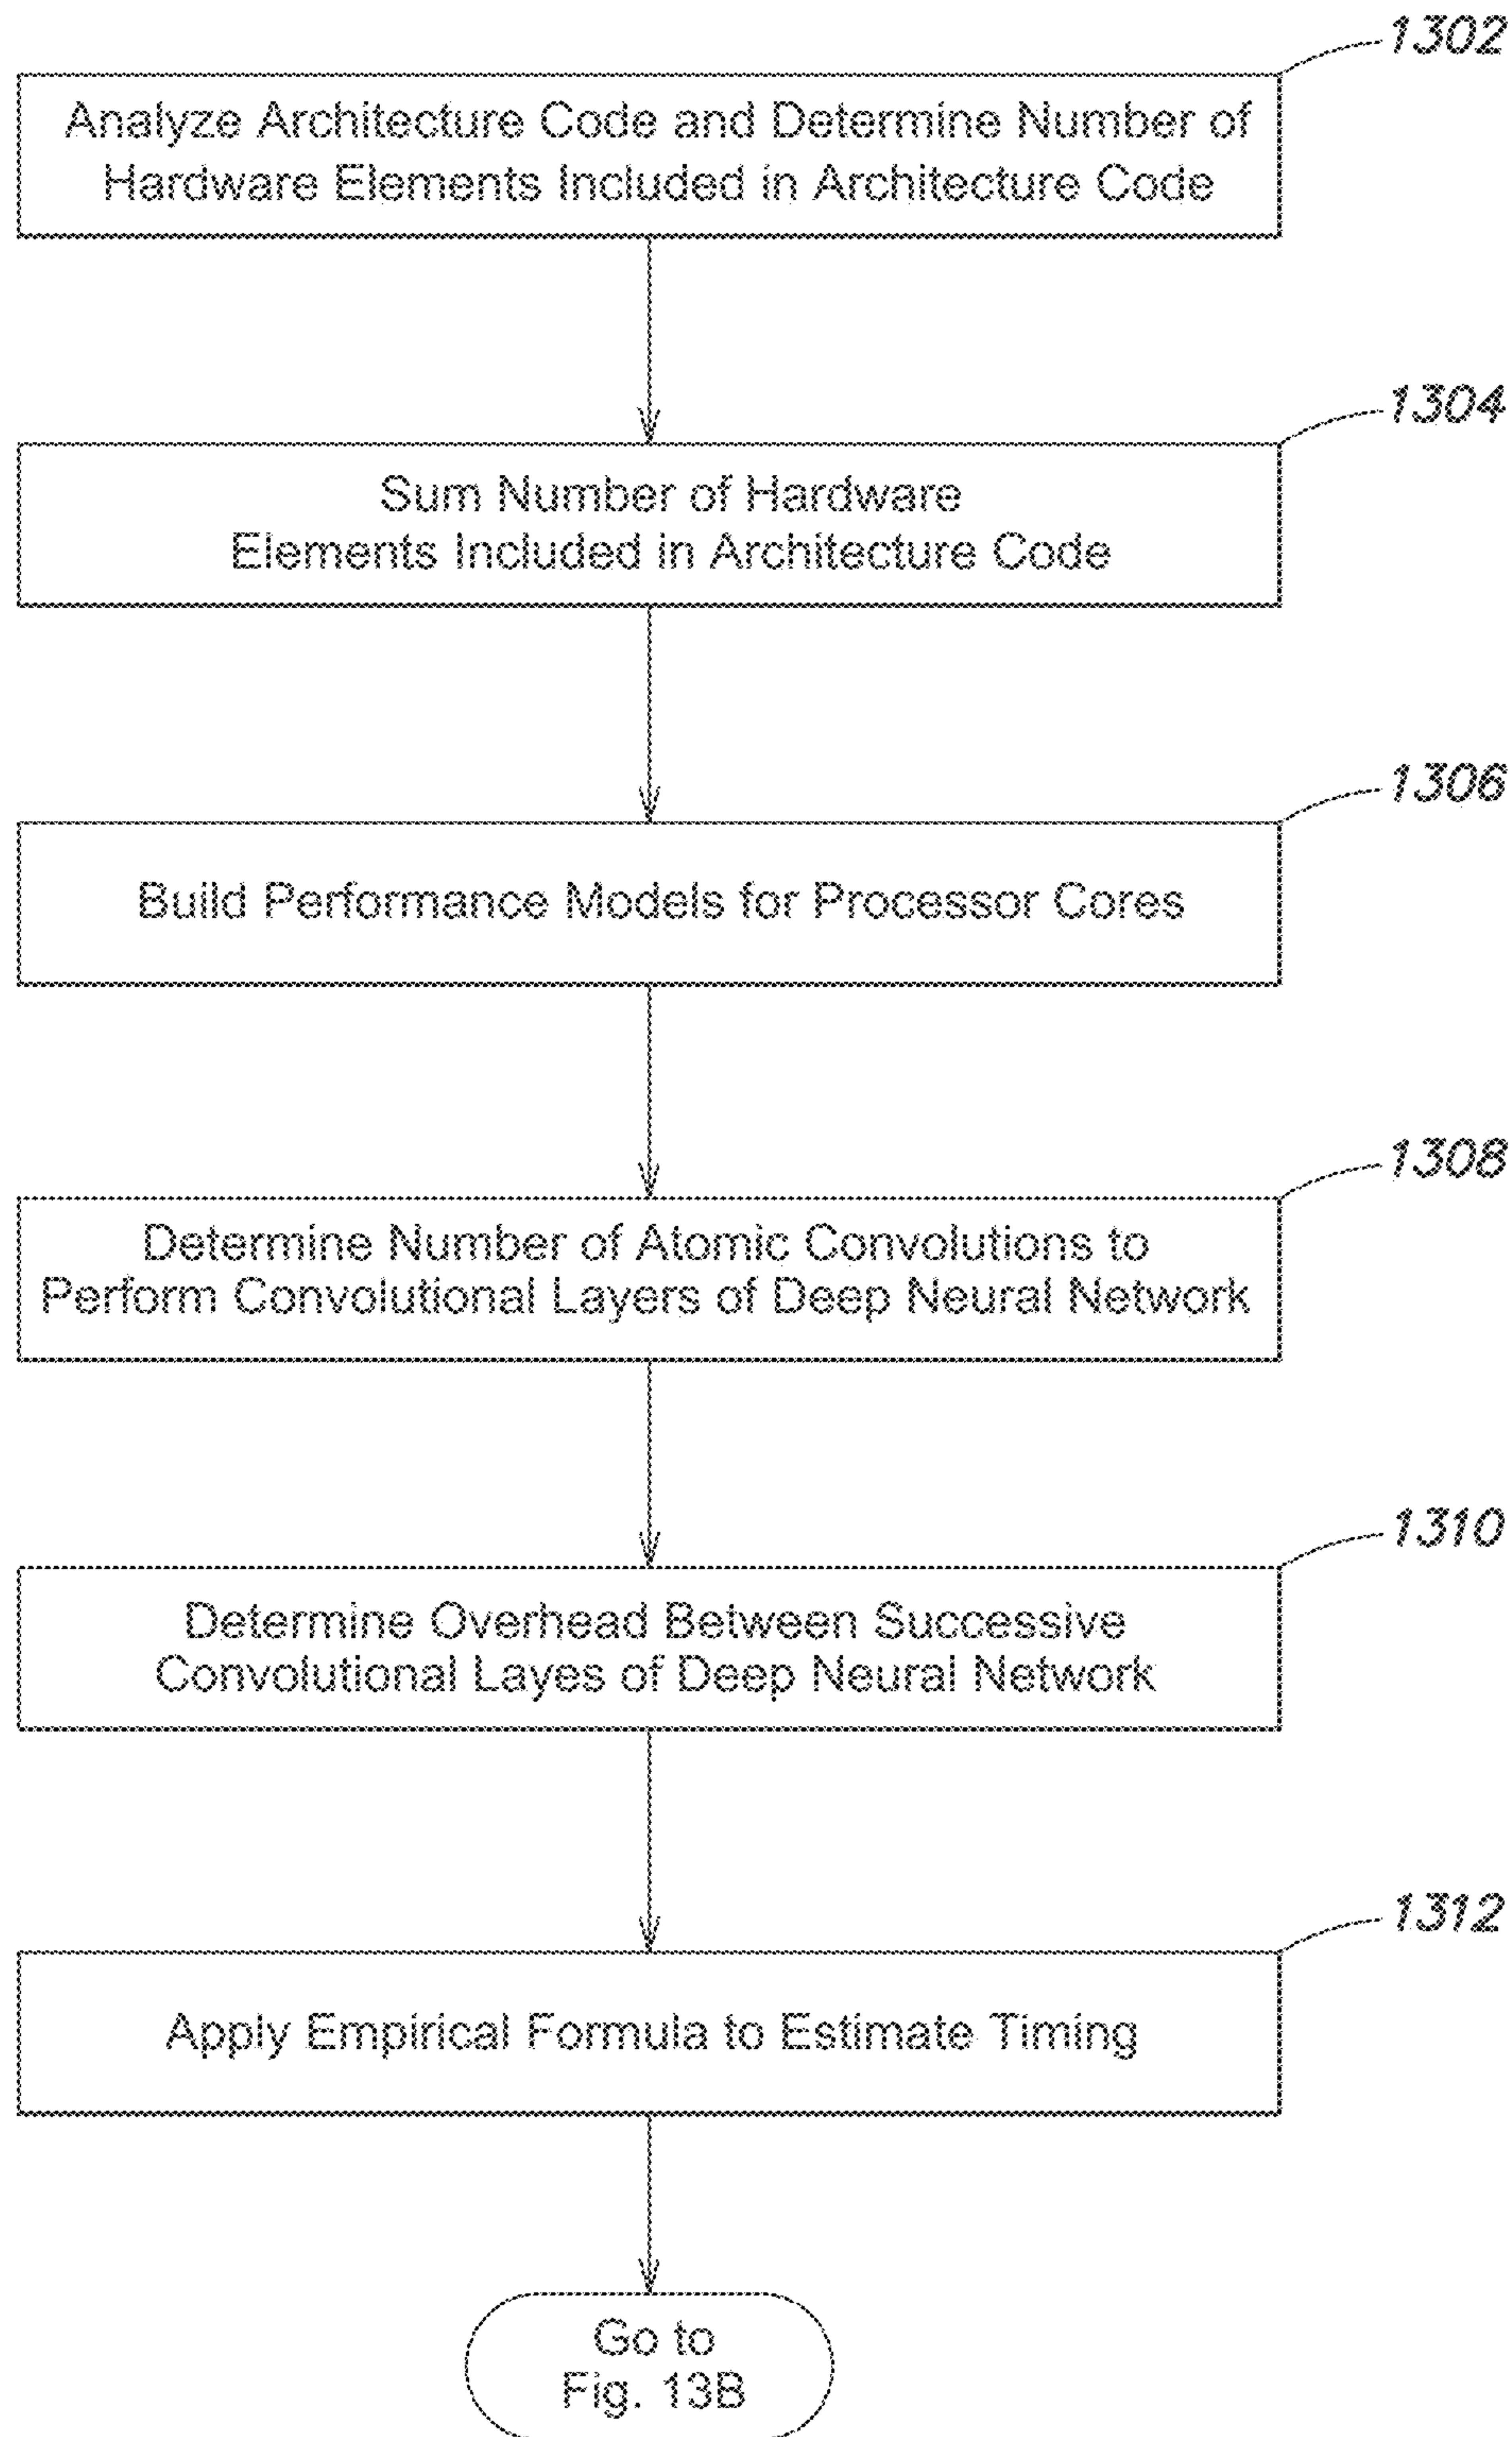 1302
Analyze Architecture Code and Determine Number of
Hardware Elements Included in Architecture Code
1304
Sum Number of Hardware
Elements Included in Architecture Code
1306
Build Performance Models for Processor Cores
1308
Determine Number of Atomic Convolutions to
Perform Convolutional Layers of Deep Neural Network
1310
Determine Overhead Between Successive
Convolutional Layes of Deep Neural Network
1312
Apply Empirical Formula to Estimate Timing
Go to
Fig. 13B